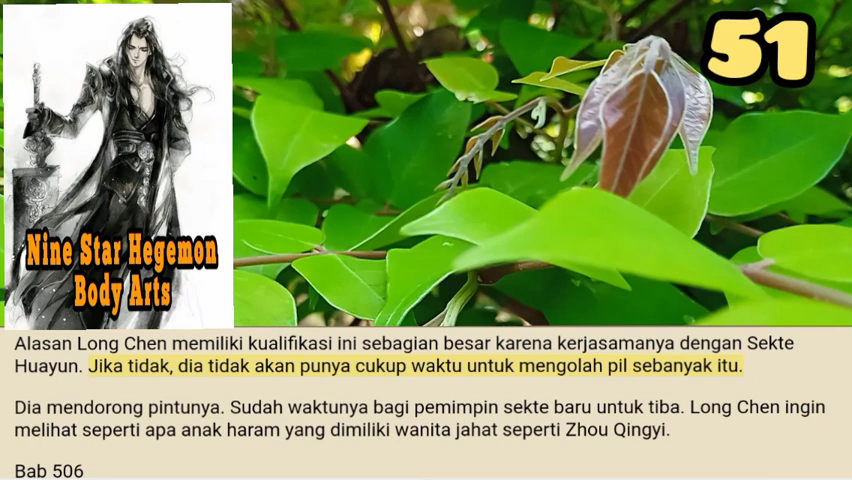 51
Nine Star Hegemon
Body Arts
Alasan Long Chen memiliki kualifikasi ini sebagian besar karena kerjasamanya dengan Sekte
Huayun. Jika tidak, dia tidak akan punya cukup waktu untuk mengolah pil sebanyak itu.
Dia mendorong pintunya. Sudah waktunya bagi pemimpin sekte baru untuk tiba. Long Chen ingin
melihat seperti apa anak haram yang dimiliki wanita jahat seperti Zhou Qingyi.
Bab 506